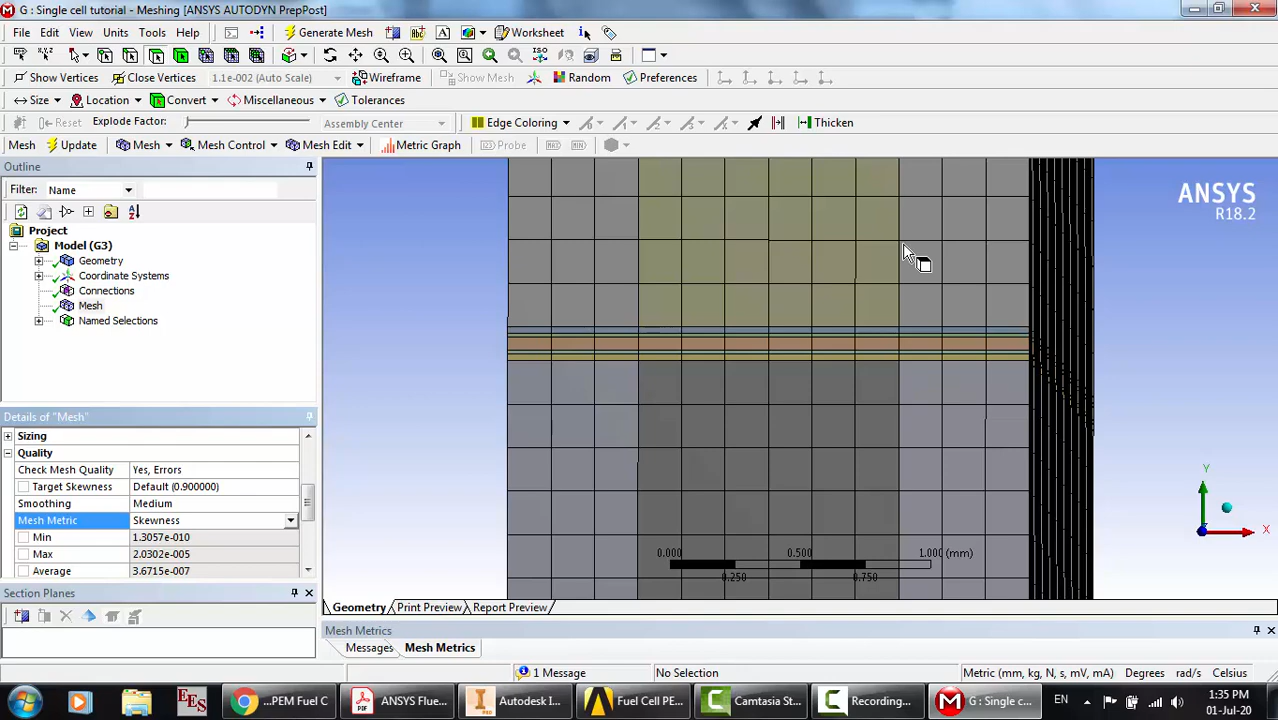 G : Single cell tutorial - Meshing [ANSYS AUTODYN PrepPost]
File Edit View Units Tools Help Generate Mesh Worksheet
Show Vertices Close Vertices 1.1e-002 (Auto Scale) Wireframe Show Mesh Random Preferences
Size Location Convert Miscellaneous Tolerances
Reset Explode Factor: Assembly Center Edge Coloring Thicken
Mesh Update Mesh Mesh Control Mesh Edit Metric Graph Probe
Outline
Filter: Name
Project
Model (G3)
Geometry
Coordinate Systems
Connections
Mesh
Named Selections
ANSYS
R18.2
Details of "Mesh"
Sizing
Quality
Check Mesh Quality Yes, Errors
Target Skewness Default (0.900000)
Smoothing Medium
Mesh Metric Skewness
Min 1.3057e-010
Max 2.0302e-005
Average 3.6715e-007
Section Planes
0.000 0.500 1.000 (mm)
0.250 0.750
Y
X
Geometry Print Preview Report Preview
Mesh Metrics
Messages Mesh Metrics
1 Message No Selection Metric (mm, kg, N, s, mV, mA) Degrees rad/s Celsius
EES ...PEM Fuel C ANSYS Flue... Autodesk I... Fuel Cell PE... Camtasia St... Recording... G : Single c... EN 1:35 PM
01-Jul-20